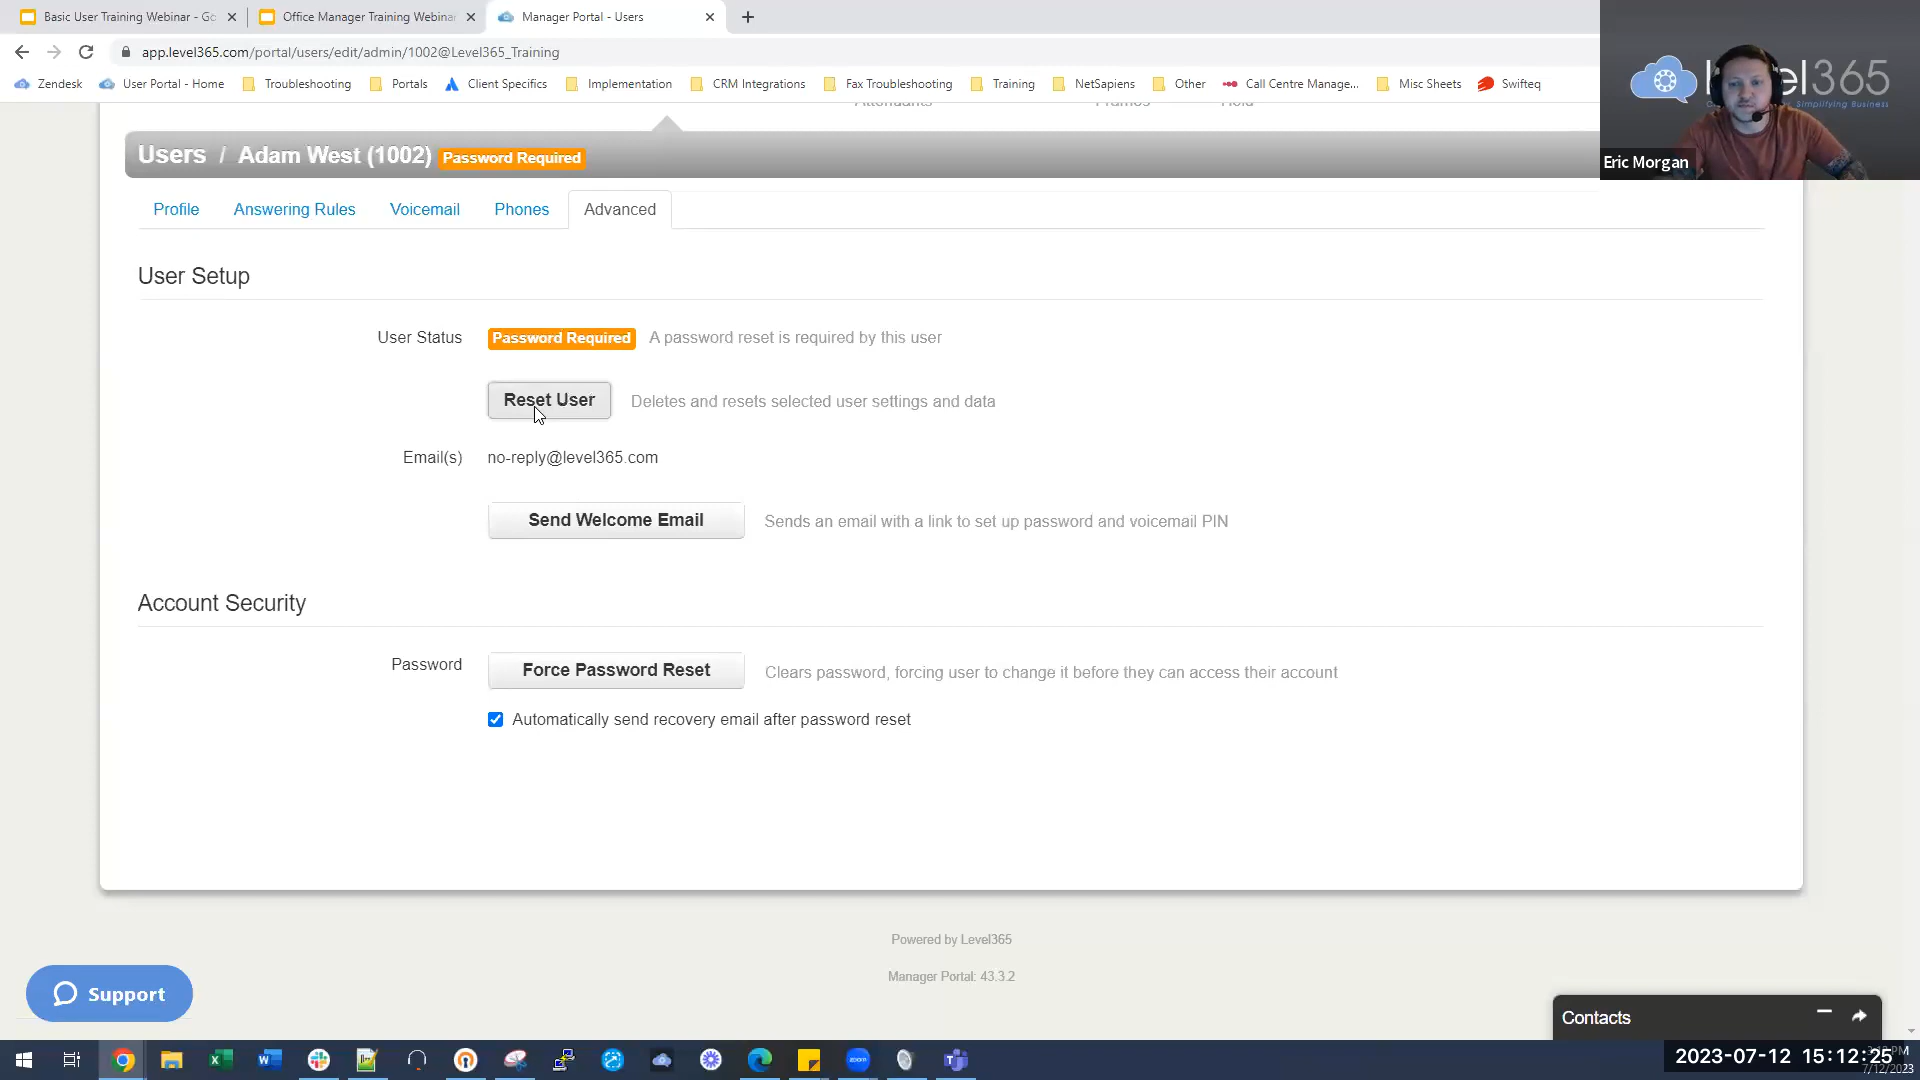 Basic User Training Webinar - Go
Office Manager Training Webinar
Manager Portal - Users
app.level365.com/portal/users/edit/admin/1002@Level365_Training
Zendesk
User Portal - Home
Troubleshooting
Portals
Client Specifics
Implementation
CRM Integrations
Fax Troubleshooting
Training
NetSapiens
Other
Call Centre Manage...
Misc Sheets
Swifteq
Attendants
Frames
Hold
Users / Adam West (1002) Password Required
Eric Morgan
Profile
Answering Rules
Voicemail
Phones
Advanced
User Setup
User Status Password Required A password reset is required by this user
Reset User Deletes and resets selected user settings and data
Email(s) no-reply@level365.com
Send Welcome Email Sends an email with a link to set up password and voicemail PIN
Account Security
Password Force Password Reset Clears password, forcing user to change it before they can access their account
Automatically send recovery email after password reset
Powered by Level365
Manager Portal: 43.3.2
Support
Contacts
2023-07-12 15:12:25
7/12/2023